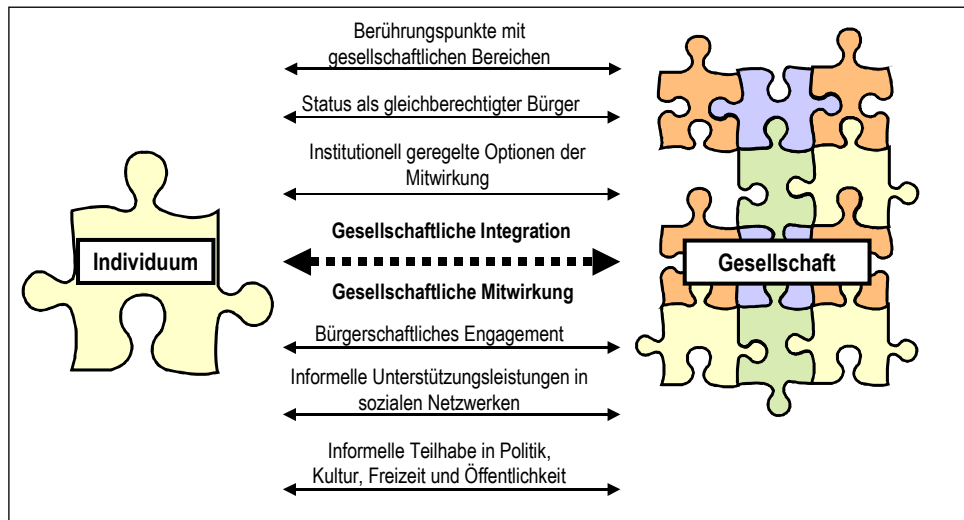 Berührungspunkte mit
gesellschaftlichen Bereichen
Status als gleichberechtigter Bürger
Institutionell geregelte Optionen der
Mitwirkung
Gesellschaftliche Integration
Individuum
Gesellschaft
Gesellschaftliche Mitwirkung
Bürgerschaftliches Engagement
Informelle Unterstützungsleistungen in
sozialen Netzwerken
Informelle Teilhabe in Politik,
Kultur, Freizeit und Öffentlichkeit